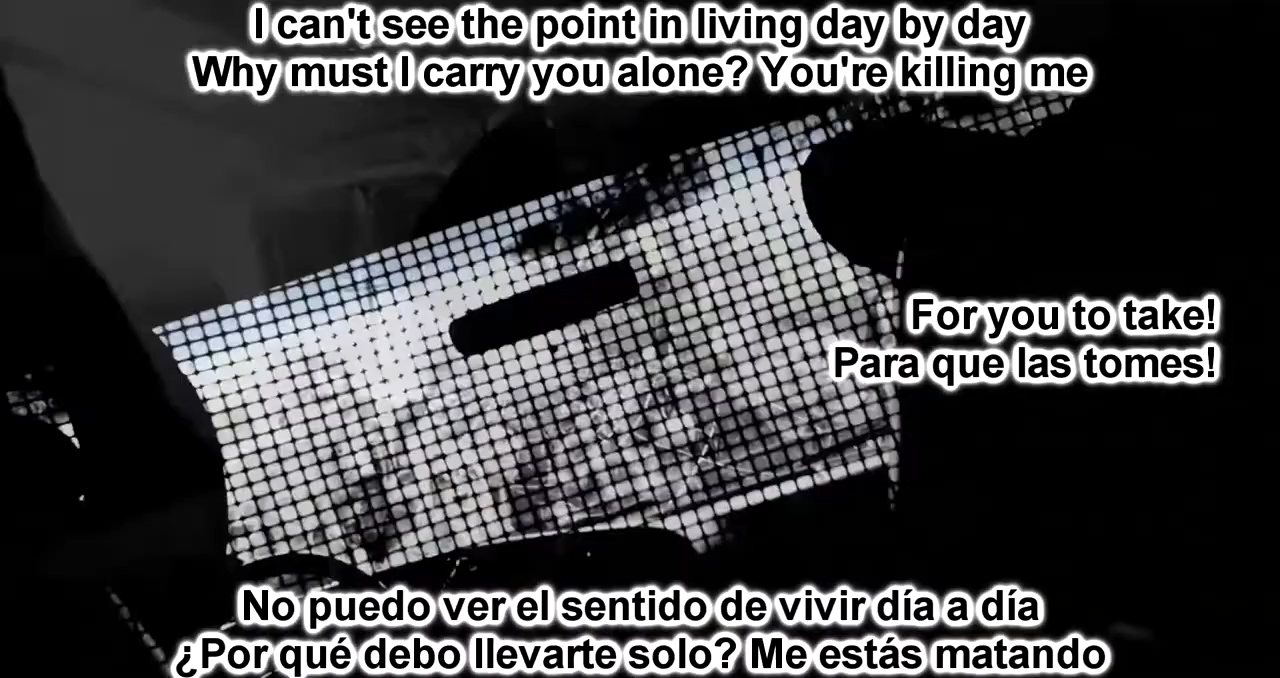 I can't see the point in living day by day
Why must I carry you alone? You're killing me
For you to take!
Para que las tomes!
No puedo ver el sentido de vivir día a día
¿Por qué debo llevarte solo? Me estás matando